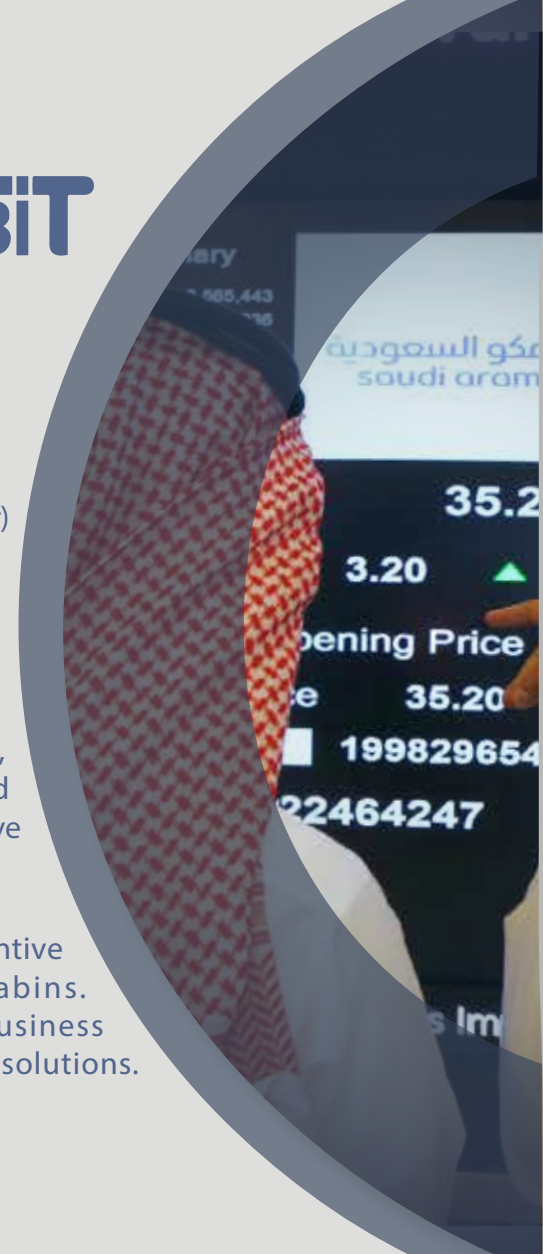 BiT
ary
665,443
مكو السعودية
saudi aram
)
35.2
3.20
pening Price
e 35.20
,
d
199829654
ve
22464247
ntive
abins.
usiness
s Im
solutions.